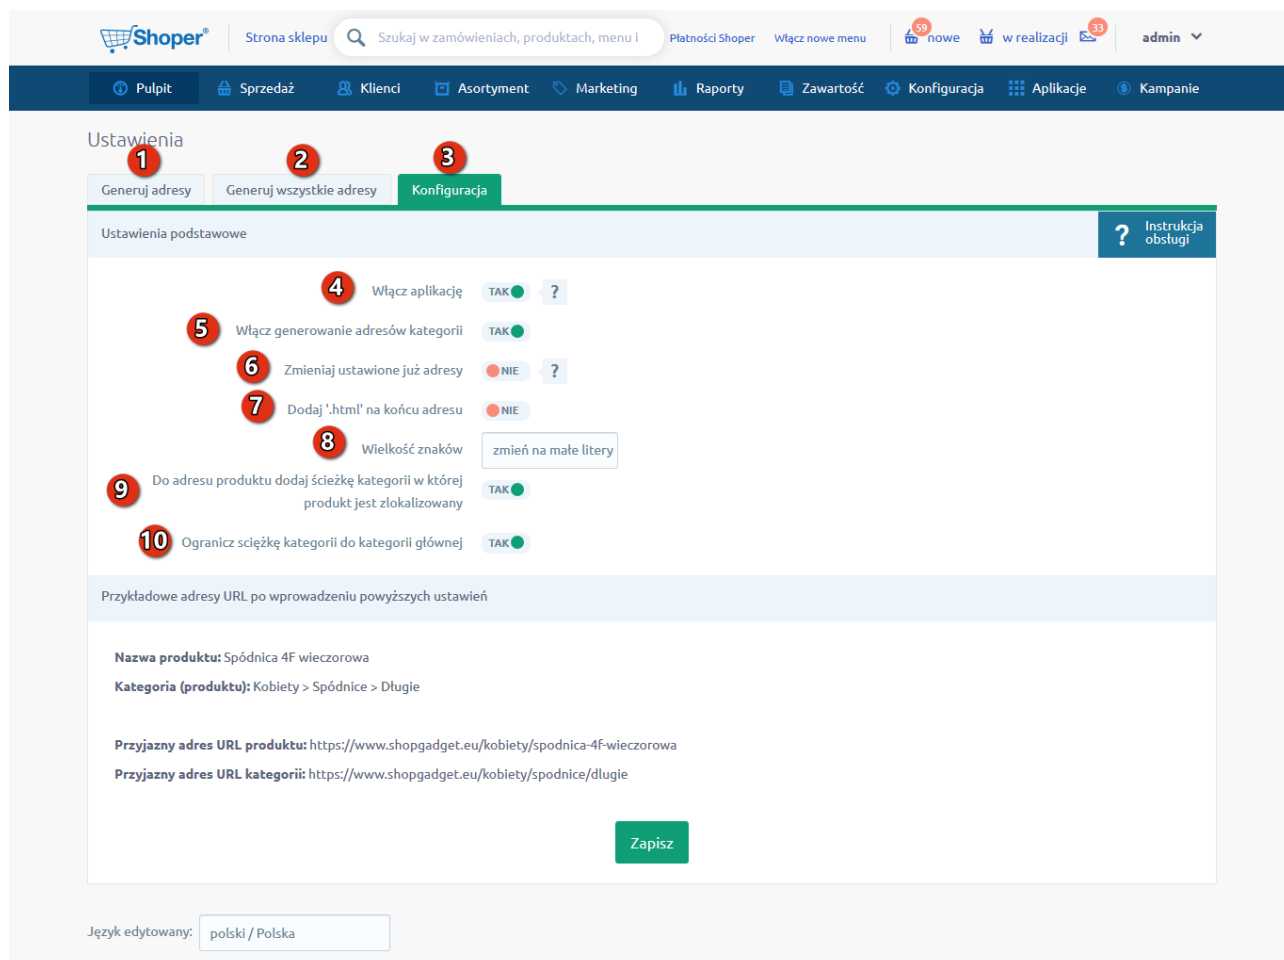 Shoper®
Strona sklepu
Szukaj w zamówieniach, produktach, menu i
Płatności Shoper
Włącz nowe menu
59
nowe
w realizacji
33
admin
Pulpit
Sprzedaż
Klienci
Asortyment
Marketing
Raporty
Zawartość
Konfiguracja
Aplikacje
Kampanie
Ustawienia
1
2
3
Generuj adresy
Generuj wszystkie adresy
Konfiguracja
Ustawienia podstawowe
? Instrukcja
obsługi
4 Włącz aplikację TAK ?
5 Włącz generowanie adresów kategorii TAK
6 Zmieniaj ustawione już adresy NIE ?
7 Dodaj '.html' na końcu adresu NIE
8 Wielkość znaków zmień na małe litery
9 Do adresu produktu dodaj ścieżkę kategorii w której
produkt jest zlokalizowany TAK
10 Ogranicz sciężkę kategorii do kategorii głównej TAK
Przykładowe adresy URL po wprowadzeniu powyższych ustawień
Nazwa produktu: Spódnica 4F wieczorowa
Kategoria (produktu): Kobiety > Spódnice > Długie
Przyjazny adres URL produktu: https://www.shopgadget.eu/kobiety/spodnica-4f-wieczorowa
Przyjazny adres URL kategorii: https://www.shopgadget.eu/kobiety/spodnice/dlugie
Zapisz
Język edytowany: polski / Polska